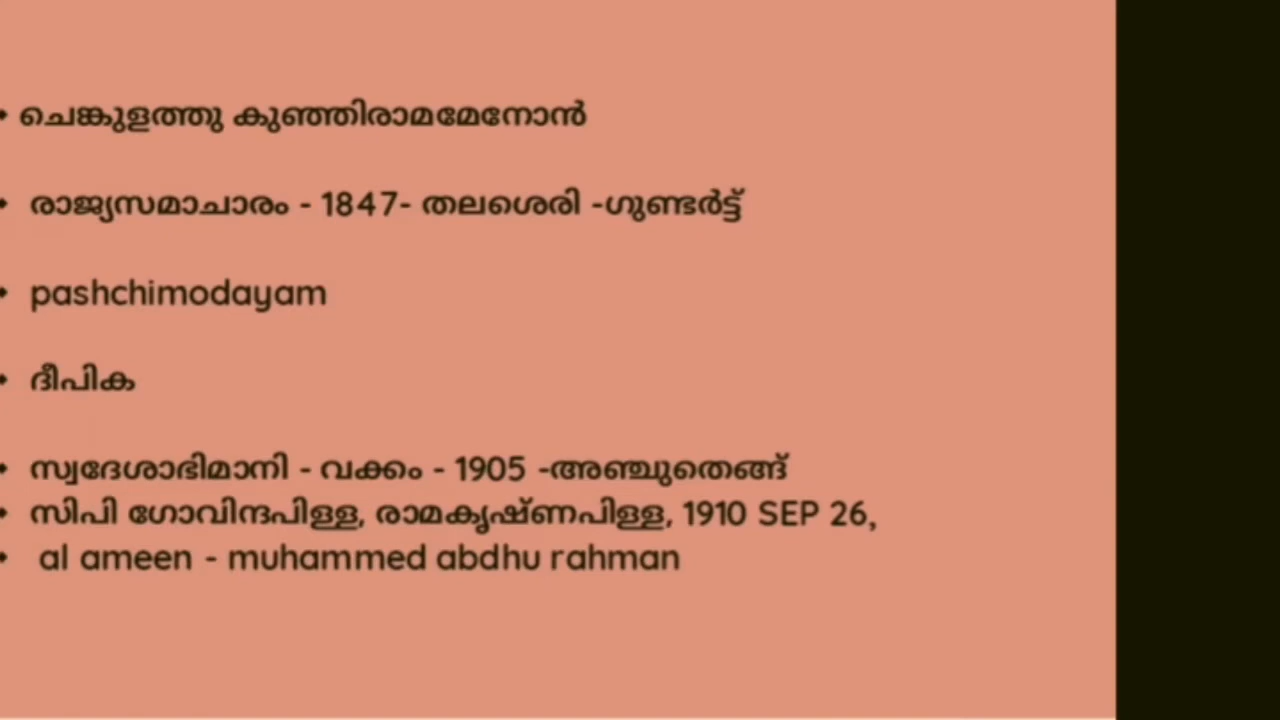 • ചെങ്കുളത്തു കുഞ്ഞിരാമമേനോൻ
• രാജ്യസമാചാരം - 1847- തലശെരി -ഗുണ്ടർട്ട്
• pashchimodayam
• ദീപിക
• സ്വദേശാഭിമാനി - വക്കം - 1905 -അഞ്ചുതെങ്ങ്
• സിപി ഗോവിന്ദപിള്ള, രാമകൃഷ്ണപിള്ള, 1910 SEP 26,
• al ameen - muhammed abdhu rahman